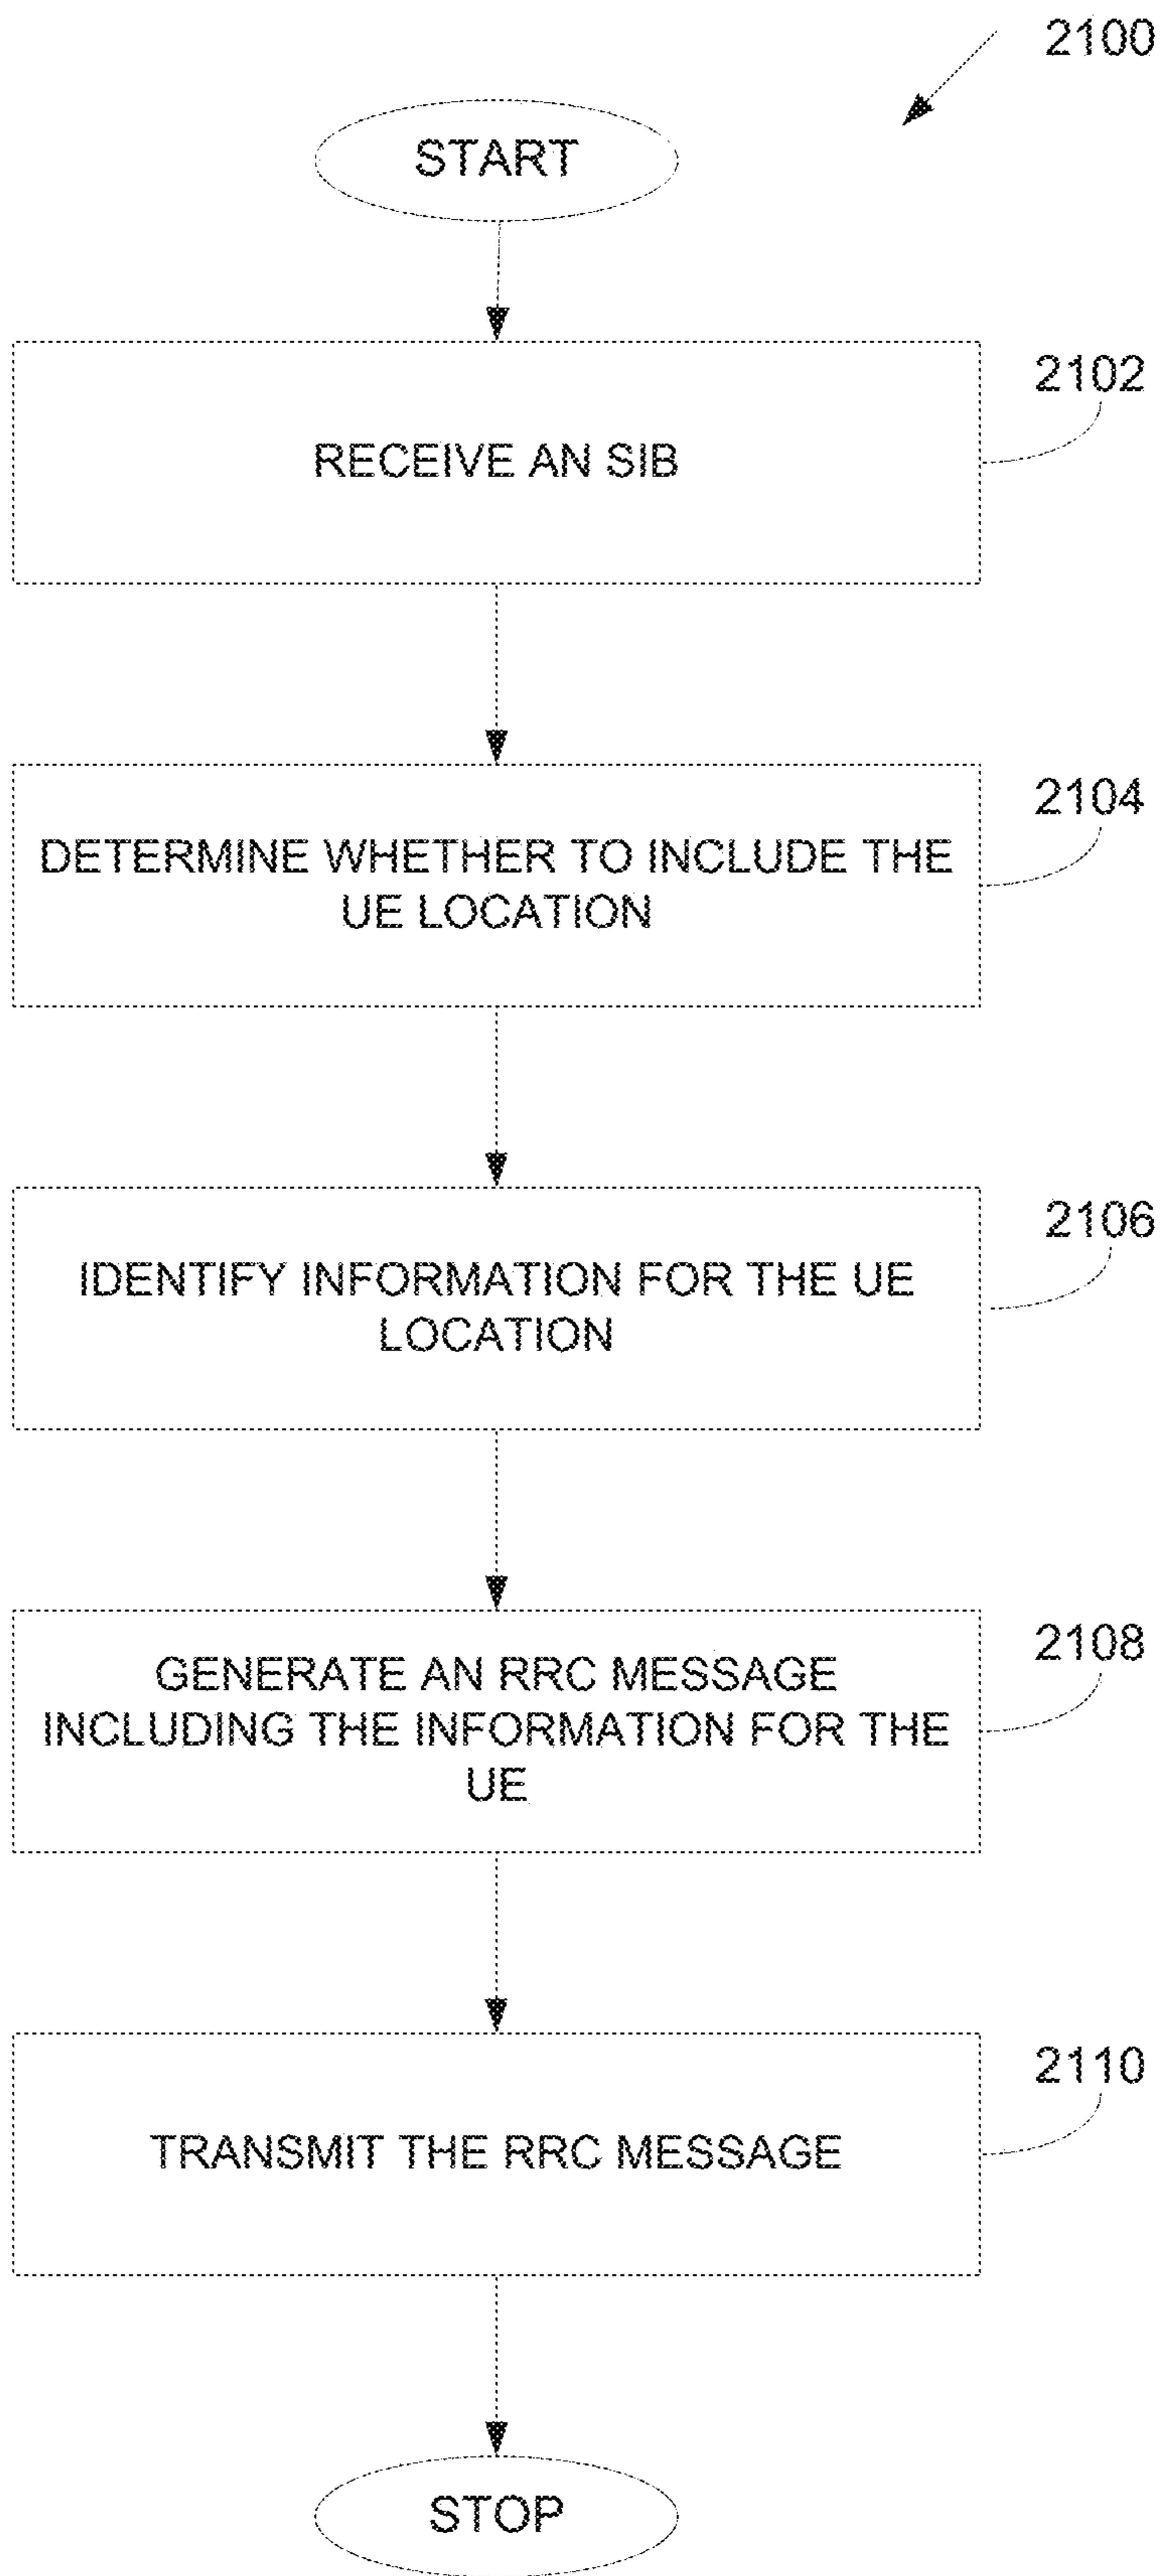 2100
START
2102
RECEIVE AN SIB
2104
DETERMINE WHETHER TO INCLUDE THE
UE LOCATION
2106
IDENTIFY INFORMATION FOR THE UE
LOCATION
2108
GENERATE AN RRC MESSAGE
INCLUDING THE INFORMATION FOR THE
UE
2110
TRANSMIT THE RRC MESSAGE
STOP